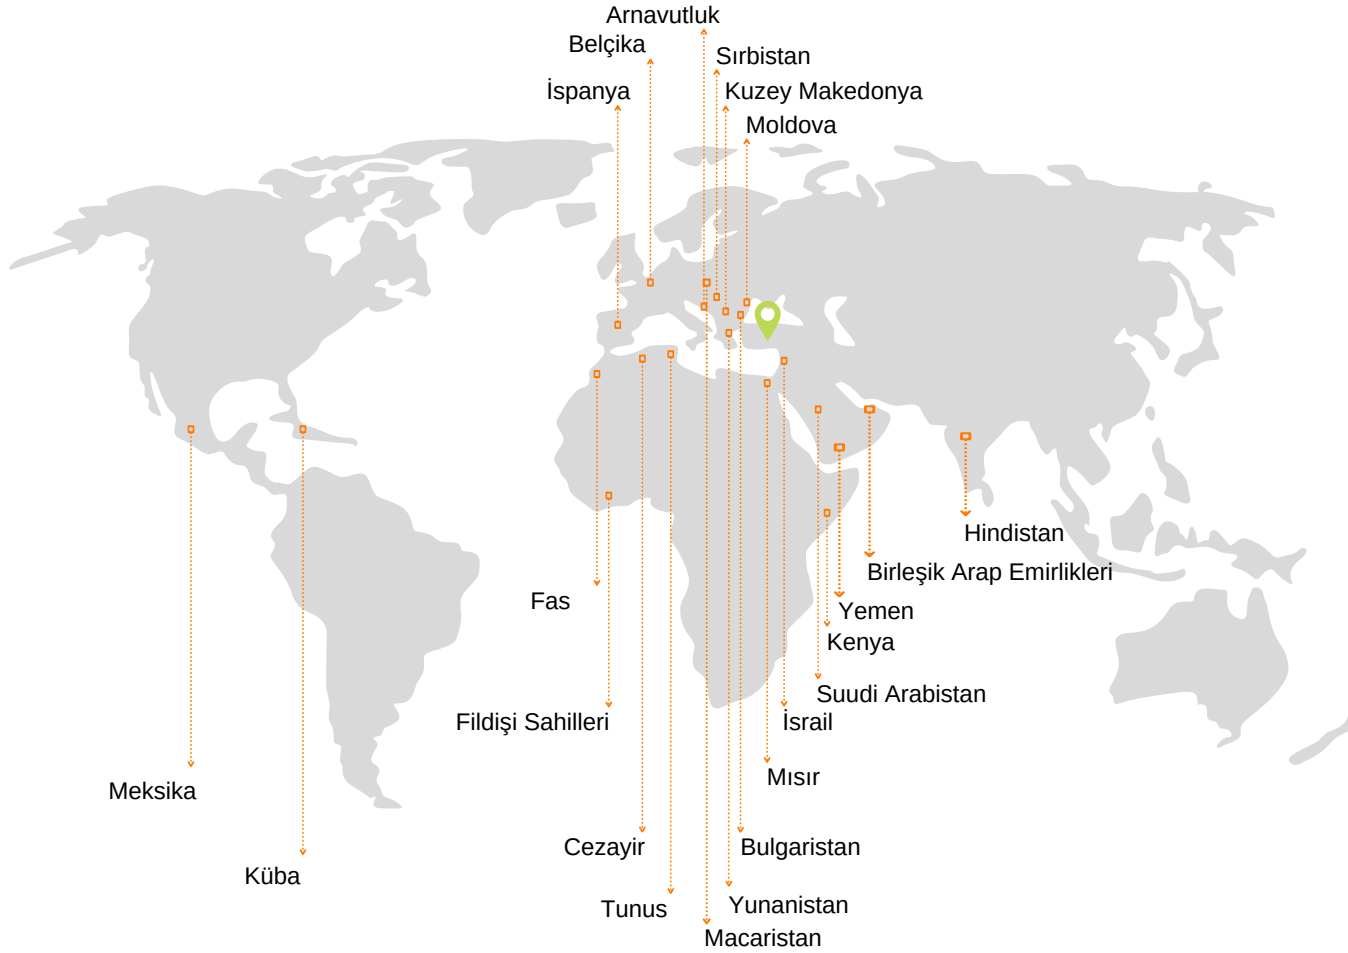 Arnavutluk
Belçika
Sırbistan
İspanya
Kuzey Makedonya
Moldova
Hindistan
Birleşik Arap Emirlikleri
Fas
Yemen
Kenya
Suudi Arabistan
Fildişi Sahilleri
İsrail
Mısır
Meksika
Cezayir
Bulgaristan
Küba
Tunus
Yunanistan
Macaristan